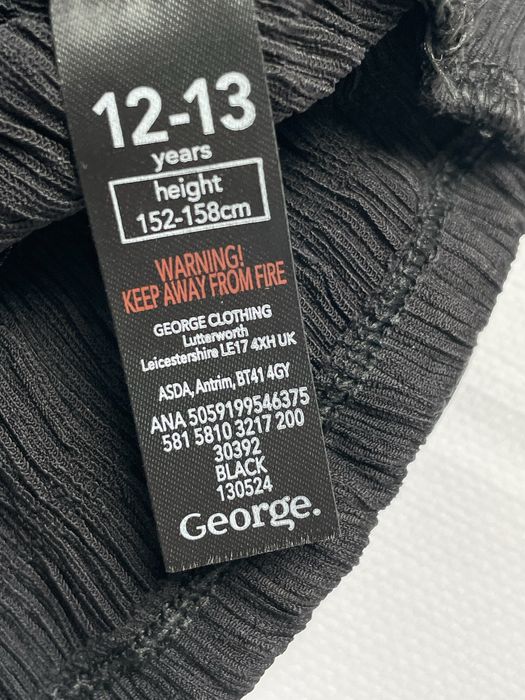 12-13
years
height
152-158cm
WARNING!
KEEP AWAY FROM FIRE
GEORGE CLOTHING
Lutterworth
Leicestershire LE17 4XH UK
ASDA, Antrim, BT41 4GY
ANA 5059199546375
581 5810 3217 200
30392
BLACK
130524
George.